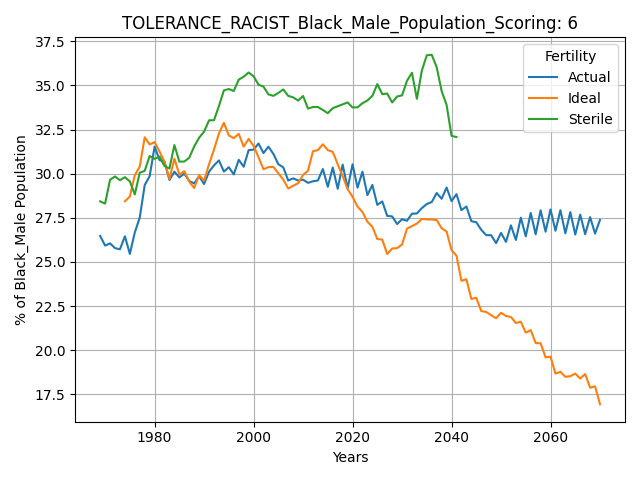 TOLERANCE_RACIST_Black_Male_Population_Scoring: 6
% of Black_Male Population
37.5
35.0
32.5
30.0
27.5
25.0
22.5
20.0
17.5
Fertility
Actual
Ideal
Sterile
1980 2000 2020 2040 2060
Years